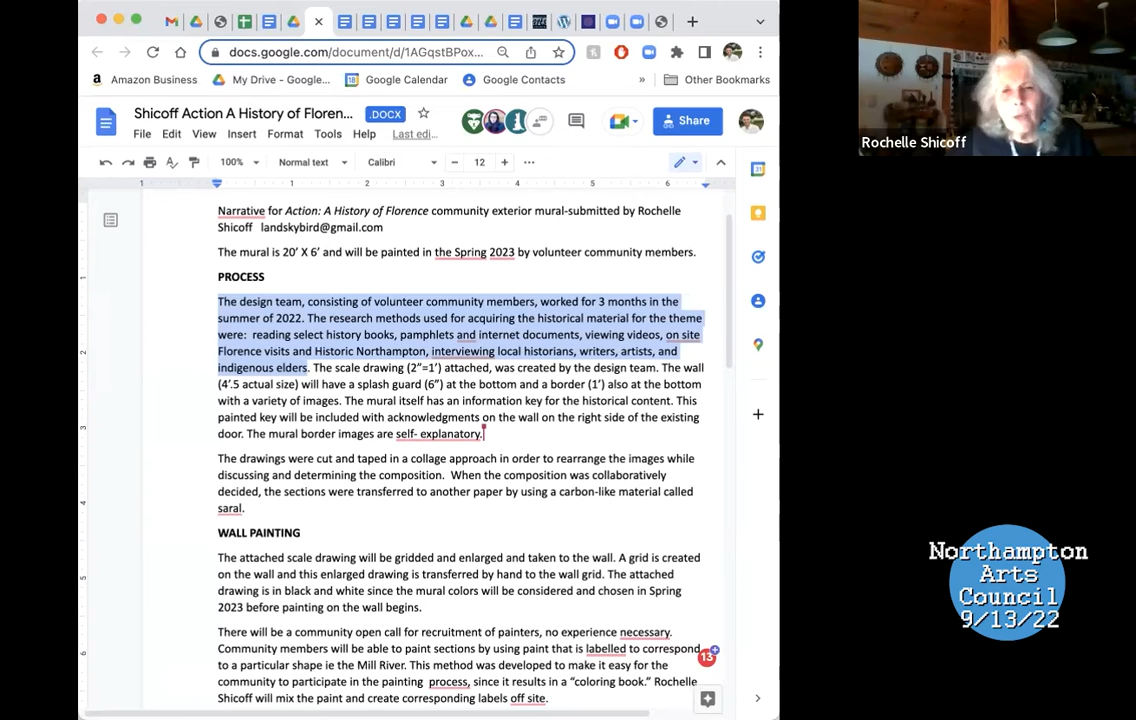 docs.google.com/document/d/1AGqstBPox...
Amazon Business
My Drive - Google...
Google Calendar
Google Contacts
»
Other Bookmarks
Shicoff Action A History of Floren...
.DOCX
File Edit View Insert Format Tools Help Last edi...
Share
100% Normal text Calibri 12
1 1 2 3 4 5 6
Narrative for Action: A History of Florence community exterior mural-submitted by Rochelle
Shicoff landskybird@gmail.com
The mural is 20’ X 6’ and will be painted in the Spring 2023 by volunteer community members.
PROCESS
The design team, consisting of volunteer community members, worked for 3 months in the
summer of 2022. The research methods used for acquiring the historical material for the theme
were: reading select history books, pamphlets and internet documents, viewing videos, on site
Florence visits and Historic Northampton, interviewing local historians, writers, artists, and
indigenous elders. The scale drawing (2”=1’) attached, was created by the design team. The wall
(4’.5 actual size) will have a splash guard (6”) at the bottom and a border (1’) also at the bottom
with a variety of images. The mural itself has an information key for the historical content. This
painted key will be included with acknowledgments on the wall on the right side of the existing
door. The mural border images are self- explanatory.
The drawings were cut and taped in a collage approach in order to rearrange the images while
discussing and determining the composition. When the composition was collaboratively
decided, the sections were transferred to another paper by using a carbon-like material called
saral.
WALL PAINTING
The attached scale drawing will be gridded and enlarged and taken to the wall. A grid is created
on the wall and this enlarged drawing is transferred by hand to the wall grid. The attached
drawing is in black and white since the mural colors will be considered and chosen in Spring
2023 before painting on the wall begins.
There will be a community open call for recruitment of painters, no experience necessary.
Community members will be able to paint sections by using paint that is labelled to correspond
to a particular shape ie the Mill River. This method was developed to make it easy for the
community to participate in the painting process, since it results in a “coloring book.” Rochelle
Shicoff will mix the paint and create corresponding labels off site.
13
1
2
3
4
5
6
Rochelle Shicoff
Northampton
Arts
Council
9/13/22